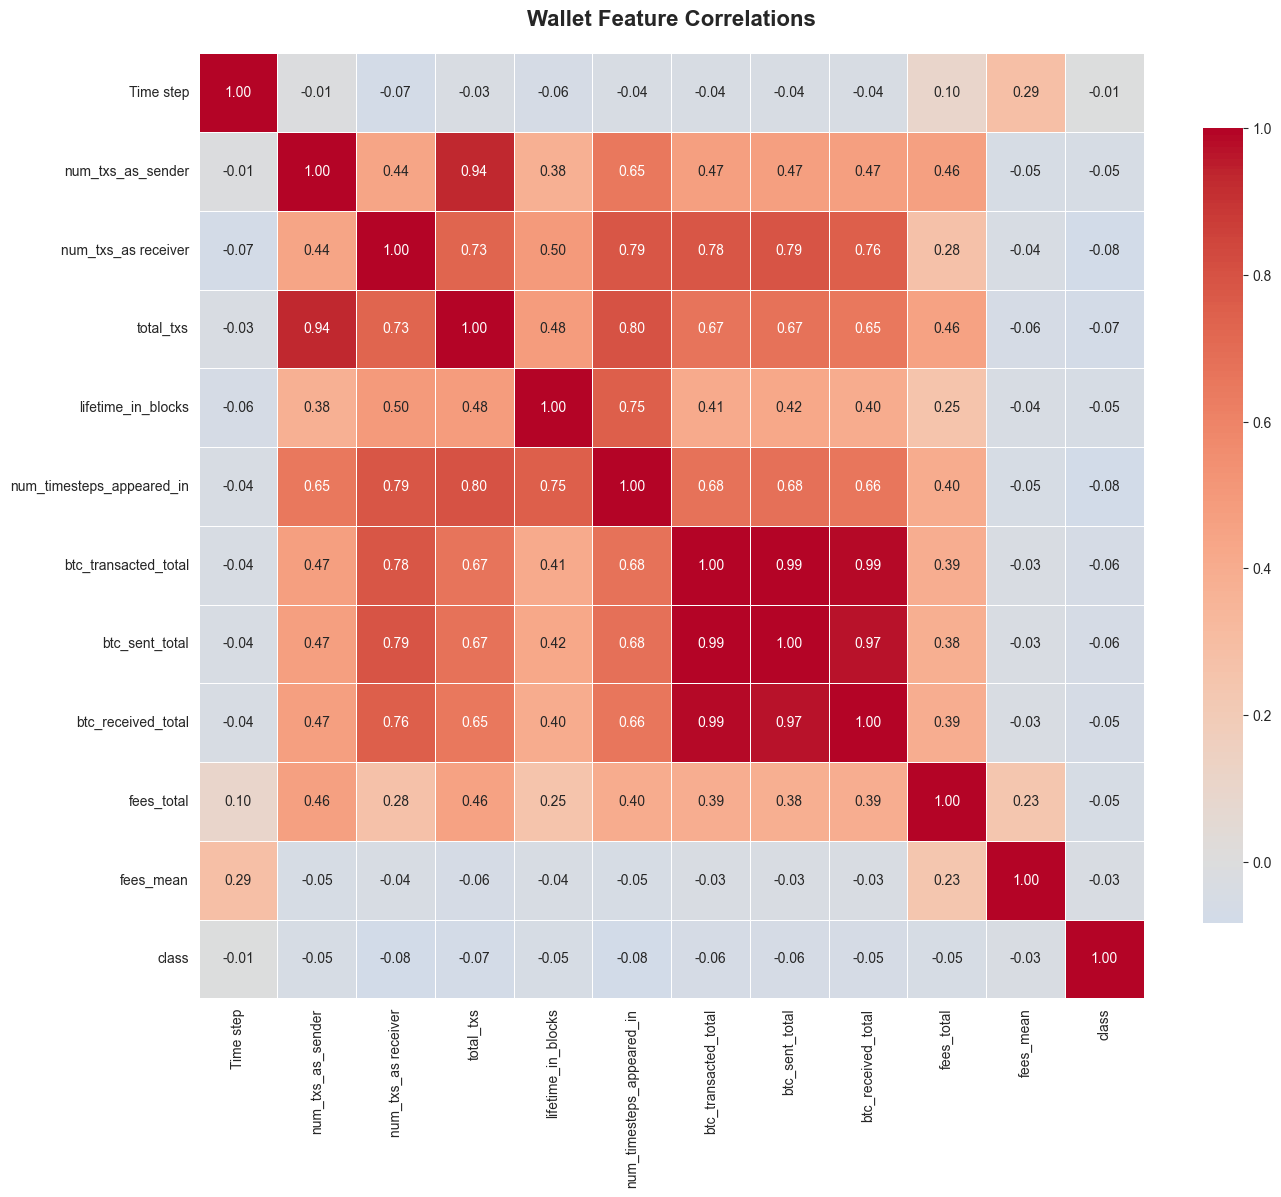 Wallet Feature Correlations
Time step 1.00 -0.01 -0.07 -0.03 -0.06 -0.04 -0.04 -0.04 -0.04 0.10 0.29 -0.01
num_txs_as_sender -0.01 1.00 0.44 0.94 0.38 0.65 0.47 0.47 0.47 0.46 -0.05 -0.05
num_txs_as receiver -0.07 0.44 1.00 0.73 0.50 0.79 0.78 0.79 0.76 0.28 -0.04 -0.08
total_txs -0.03 0.94 0.73 1.00 0.48 0.80 0.67 0.67 0.65 0.46 -0.06 -0.07
lifetime_in_blocks -0.06 0.38 0.50 0.48 1.00 0.75 0.41 0.42 0.40 0.25 -0.04 -0.05
num_timesteps_appeared_in -0.04 0.65 0.79 0.80 0.75 1.00 0.68 0.68 0.66 0.40 -0.05 -0.08
btc_transacted_total -0.04 0.47 0.78 0.67 0.41 0.68 1.00 0.99 0.99 0.39 -0.03 -0.06
btc_sent_total -0.04 0.47 0.79 0.67 0.42 0.68 0.99 1.00 0.97 0.38 -0.03 -0.06
btc_received_total -0.04 0.47 0.76 0.65 0.40 0.66 0.99 0.97 1.00 0.39 -0.03 -0.05
fees_total 0.10 0.46 0.28 0.46 0.25 0.40 0.39 0.38 0.39 1.00 0.23 -0.05
fees_mean 0.29 -0.05 -0.04 -0.06 -0.04 -0.05 -0.03 -0.03 -0.03 0.23 1.00 -0.03
class -0.01 -0.05 -0.08 -0.07 -0.05 -0.08 -0.06 -0.06 -0.05 -0.05 -0.03 1.00
Time step
num_txs_as_sender
num_txs_as receiver
total_txs
lifetime_in_blocks
num_timesteps_appeared_in
btc_transacted_total
btc_sent_total
btc_received_total
fees_total
fees_mean
class
1.0
0.8
0.6
0.4
0.2
0.0